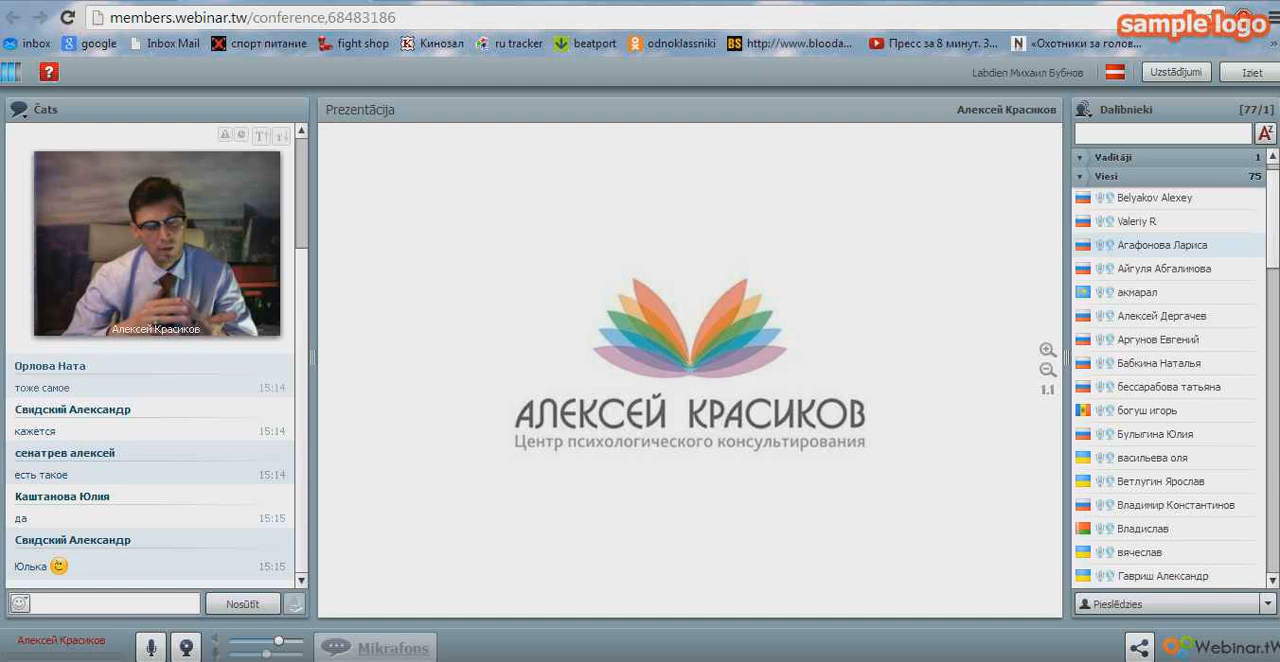 members.webinar.tw/conference,68483186
sample logo
inbox google InboxMail спорт питание fight shop Кинозал ru tracker beatport odnoklassniki http://www.blooda... Пресс за 8 минут. З... «Охотники за голов... »
Labdien Михаил Бубнов Uzstādījumi Iziet
Čats
Prezentācija Алексей Красиков
Dalībnieki [77/1]
Vadītāji 1
Viesi 75
Алексей Красиков
Орлова Ната
тоже самое 15:14
Свидский Александр
кажется 15:14
сенатрев алексей
есть такое 15:14
Каштанова Юлия
да 15:15
Свидский Александр
Юлька 15:15
Nosūtīt
АЛЕКСЕЙ КРАСИКОВ
Центр психологического консультирования
1:1
Belyakov Alexey
Valeriy R
Агафонова Лариса
Айгуля Абгалимова
акмарал
Алексей Дергачев
Аргунов Евгений
Бабкина Наталья
бессарабова татьяна
богуш игорь
Булыгина Юлия
васильева оля
Ветлугин Ярослав
Владимир Константинов
Владислав
вячеслав
Гавриш Александр
Pieslēdzies
Алексей Красиков
Mikrafons
Webinar.tw